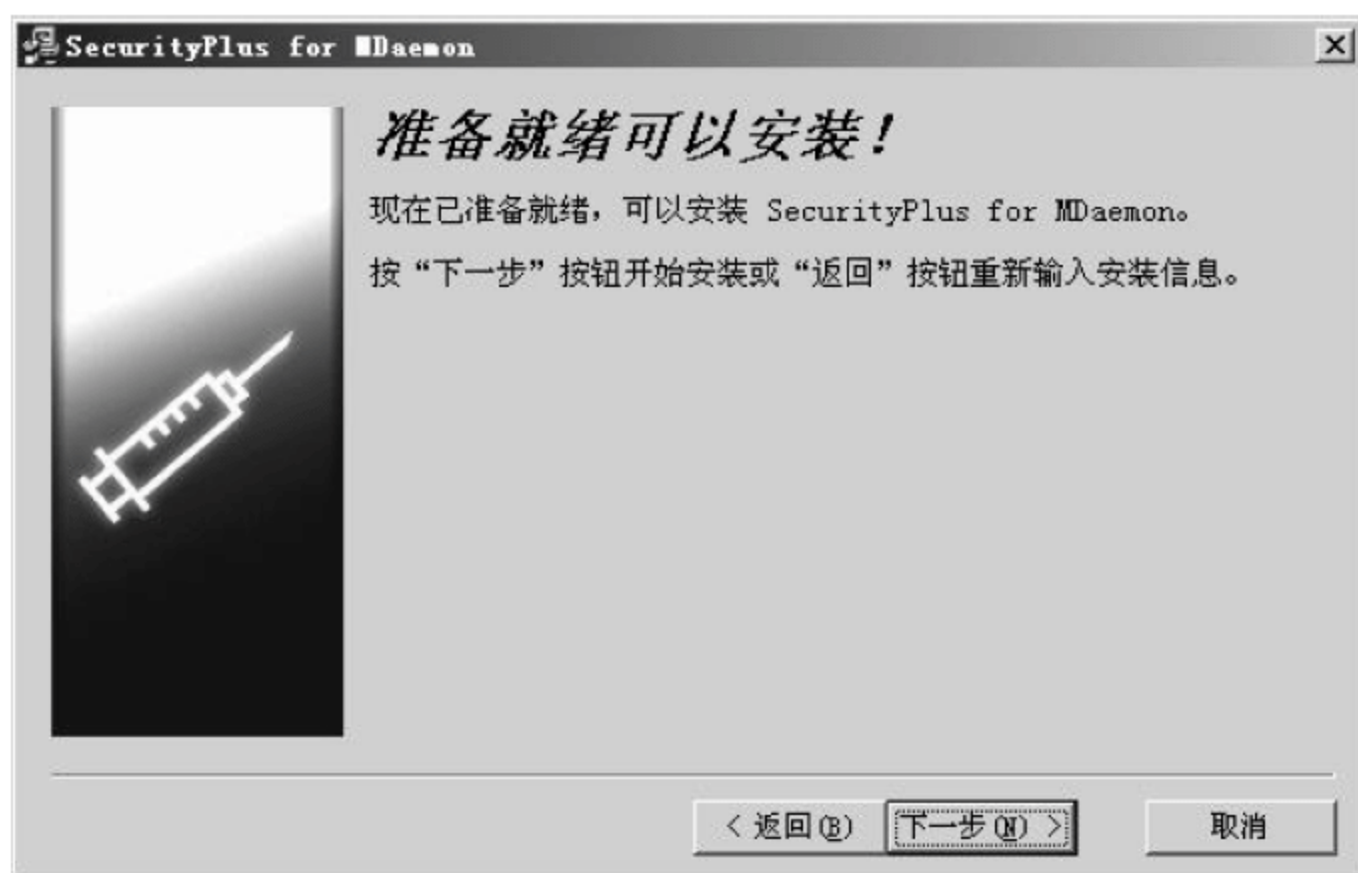 SecurityPlus for MDaemon
准备就绪可以安装!
现在已准备就绪，可以安装 SecurityPlus for MDaemon。
按“下一步”按钮开始安装或“返回”按钮重新输入安装信息。
< 返回(B) 下一步(N) > 取消